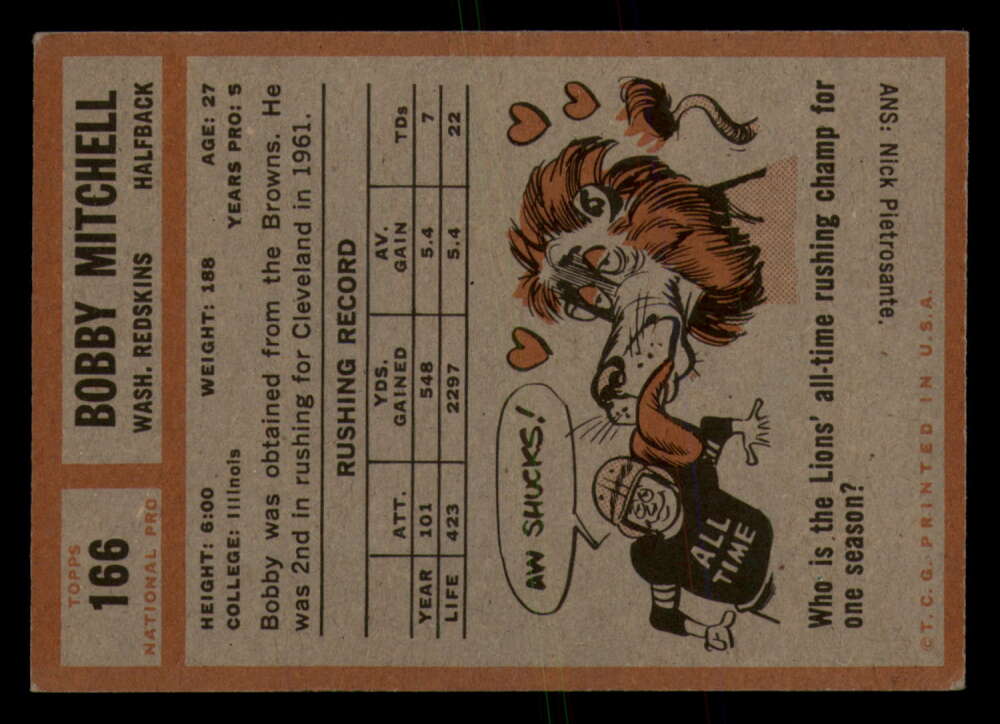 TOPPS
166
NATIONAL PRO
BOBBY MITCHELL
WASH. REDSKINS HALFBACK
HEIGHT: 6:00 WEIGHT: 188 AGE: 27
COLLEGE: Illinois YEARS PRO: 5
Bobby was obtained from the Browns. He
was 2nd in rushing for Cleveland in 1961.
RUSHING RECORD
ATT. YDS. GAINED AV. GAIN TDs
YEAR 101 548 5.4 7
LIFE 423 2297 5.4 22
AW SHUCKS!
ALL
TIME
Who is the Lions' all-time rushing champ for
one season?
ANS: Nick Pietrosante.
©T. C. G. PRINTED IN U.S.A.